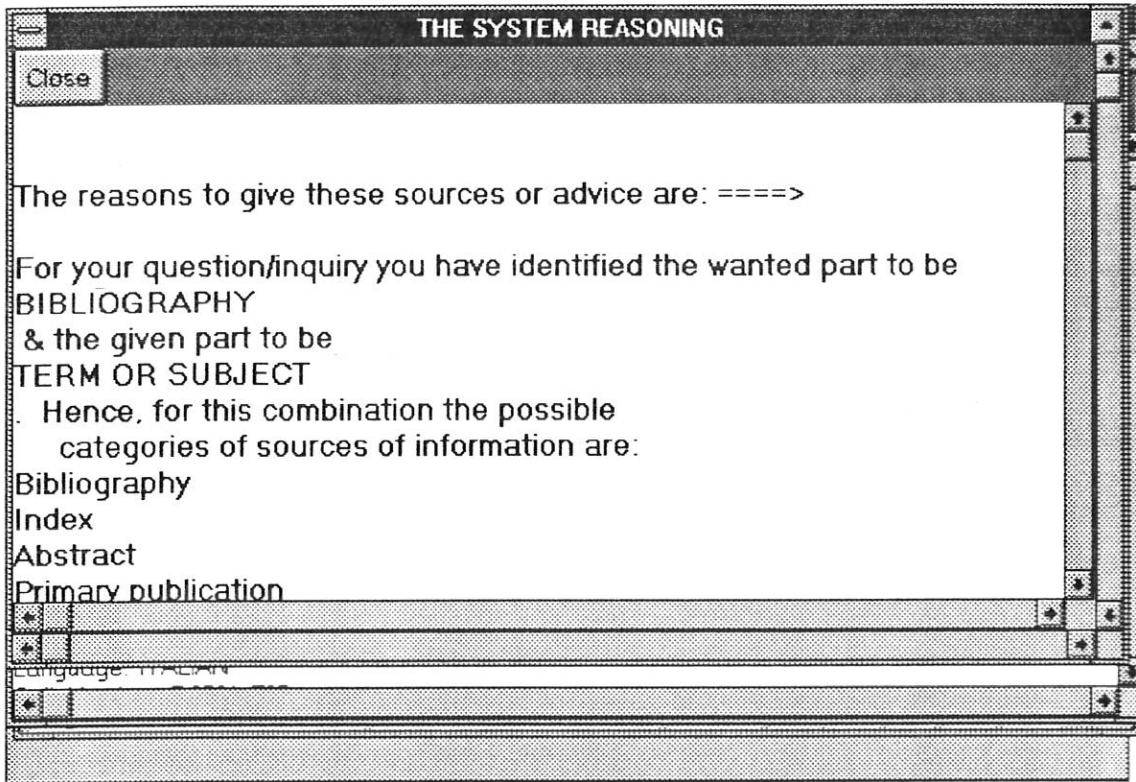 THE SYSTEM REASONING
Close
The reasons to give these sources or advice are: ====>
For your question/inquiry you have identified the wanted part to be
BIBLIOGRAPHY
& the given part to be
TERM OR SUBJECT
. Hence, for this combination the possible
categories of sources of information are:
Bibliography
Index
Abstract
Primary publication
Language: ITALIAN